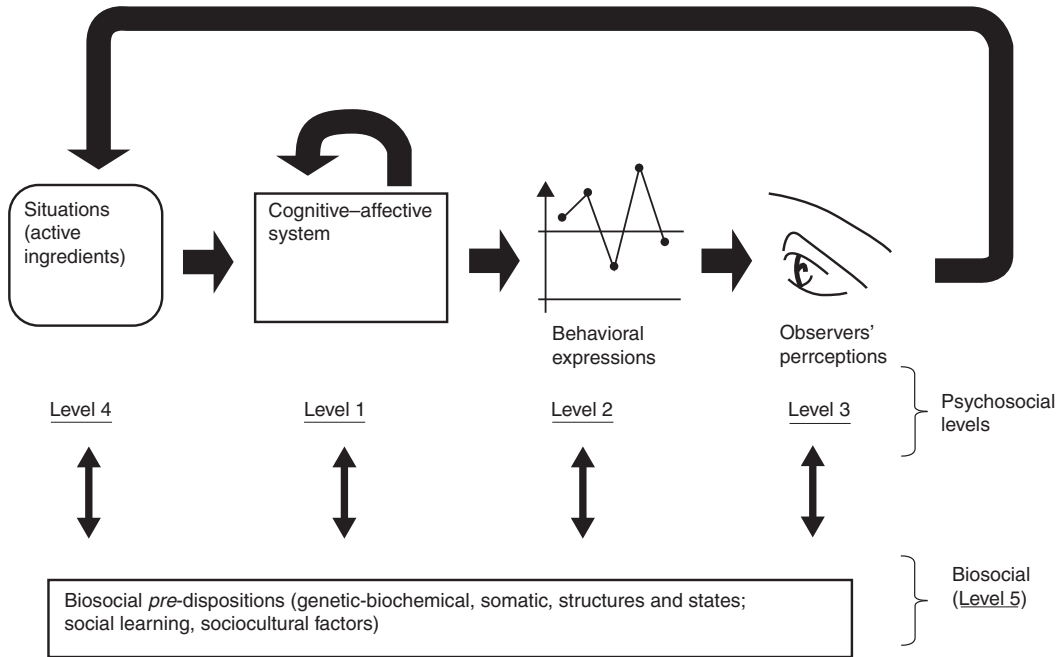 Situations
(active
ingredients)
Cognitive–affective
system
Behavioral
expressions
Observers’
perrceptions
Level 4
Level 1
Level 2
Level 3
Psychosocial
levels
Biosocial pre-dispositions (genetic-biochemical, somatic, structures and states;
social learning, sociocultural factors)
Biosocial
(Level 5)